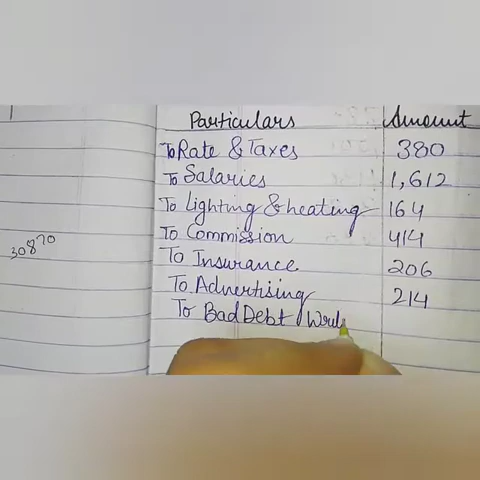 Particulars Amount
To Rate & Taxes 380
To Salaries 1,612
To Lighting & heating 164
To Commission 414
To Insurance 206
To Advertising 214
To Bad Debt
30870